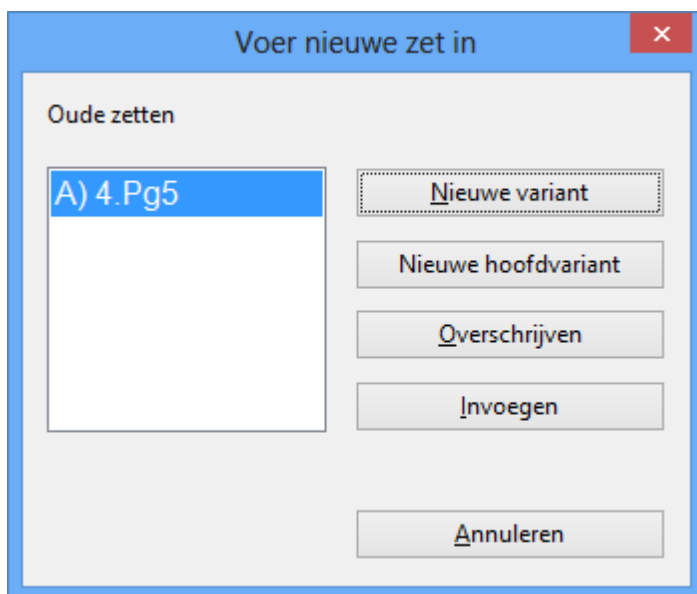 Voer nieuwe zet in
Oude zetten
A) 4.Pg5
Nieuwe variant
Nieuwe hoofdvariant
Overschrijven
Invoegen
Annuleren